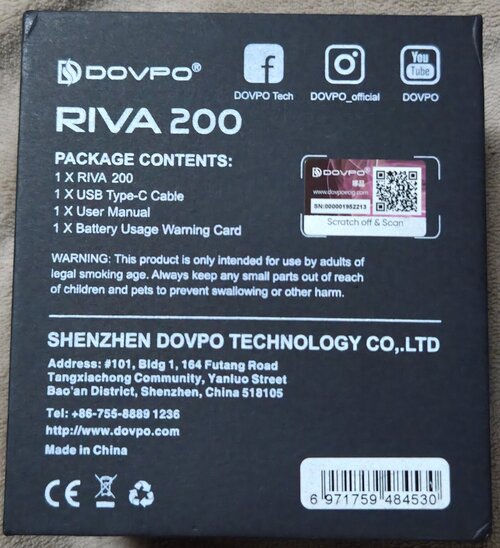 DOVPO®
f
You
Tube
DOVPO Tech
DOVPO_official
DOVPO
RIVA 200
PACKAGE CONTENTS:
1 X RIVA 200
1 X USB Type-C Cable
1 X User Manual
1 X Battery Usage Warning Card
DOVPO®
www.dovpocig.com
SN:000001952213
Scratch off & Scan
WARNING: This product is only intended for use by adults of
legal smoking age. Always keep any small parts out of reach
of children and pets to prevent swallowing or other harm.
SHENZHEN DOVPO TECHNOLOGY CO,.LTD
Address: #101, Bldg 1, 164 Futang Road
Tangxiachong Community, Yanluo Street
Bao'an District, Shenzhen, China 518105
Tel: +86-755-8889 1236
http://www.dovpo.com
Made in China
CE
6 971759 484530